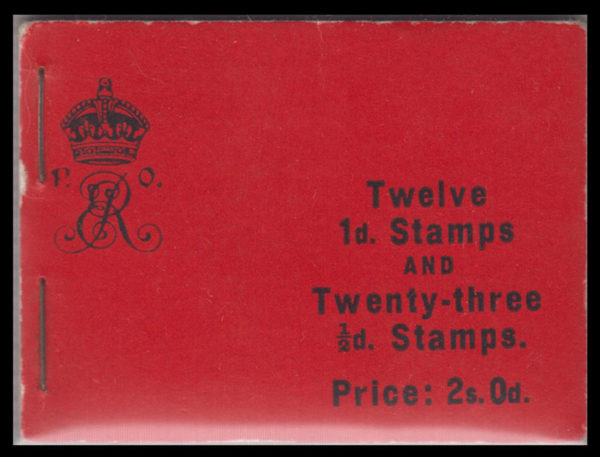 P. O.
ER
Twelve
1d. Stamps
AND
Twenty-three
½d. Stamps.
Price: 2s. 0d.